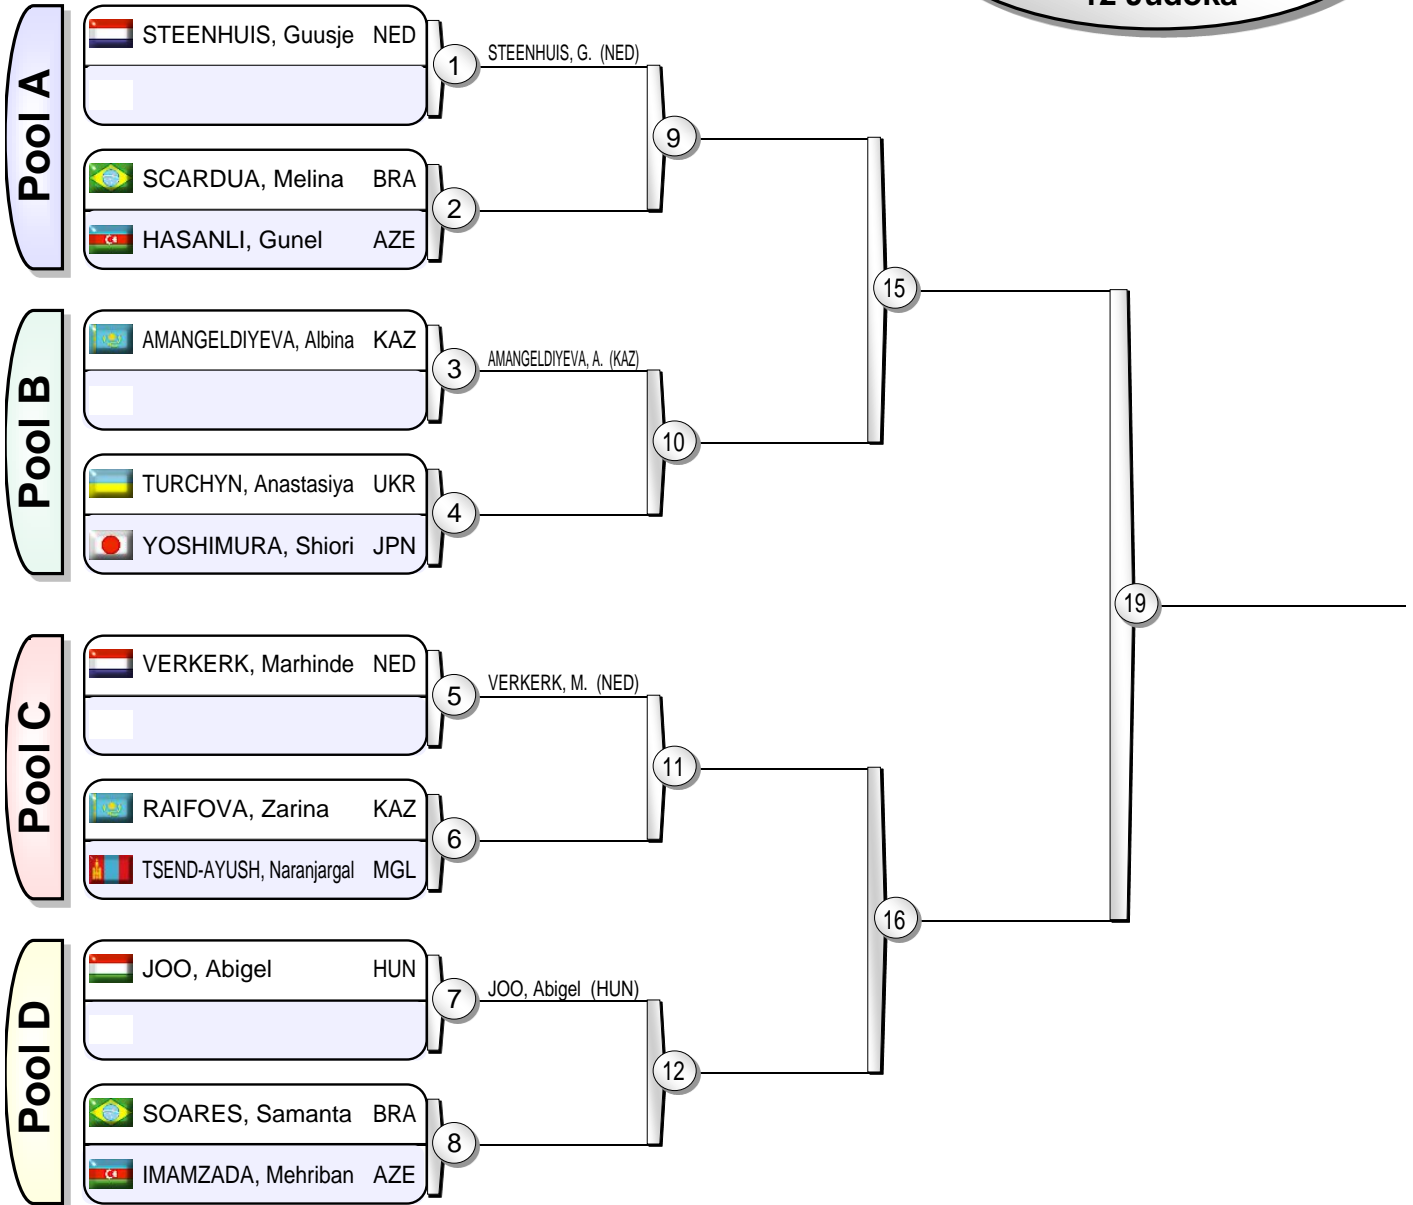 12 Judoka
Pool A
STEENHUIS, Guusje NED
1
STEENHUIS, G. (NED)
9
SCARDUA, Melina BRA
2
HASANLI, Gunel AZE
15
Pool B
AMANGELDIYEVA, Albina KAZ
3
AMANGELDIYEVA, A. (KAZ)
10
TURCHYN, Anastasiya UKR
4
YOSHIMURA, Shiori JPN
19
Pool C
VERKERK, Marhinde NED
5
VERKERK, M. (NED)
11
RAIFOVA, Zarina KAZ
6
TSEND-AYUSH, Naranjargal MGL
16
Pool D
JOO, Abigel HUN
7
JOO, Abigel (HUN)
12
SOARES, Samanta BRA
8
IMAMZADA, Mehriban AZE